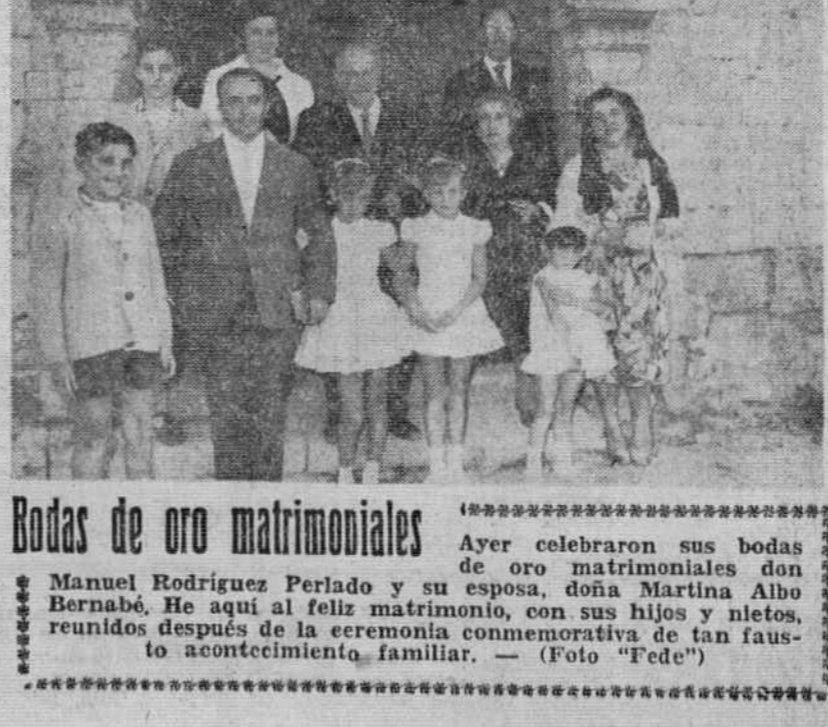 Bodas de oro matrimoniales
Ayer celebraron sus bodas
de oro matrimoniales don
Manuel Rodríguez Perlado y su esposa, doña Martina Albo
Bernabé. He aquí al feliz matrimonio, con sus hijos y nietos,
reunidos después de la ceremonia conmemorativa de tan faus-
to acontecimiento familiar. — (Foto "Fede")